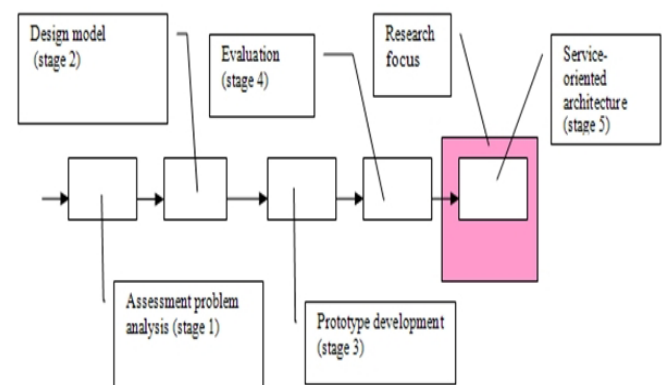 Design model
(stage 2)
Evaluation
(stage 4)
Research
focus
Service-
oriented
architecture
(stage 5)
Assessment problem
analysis (stage 1)
Prototype development
(stage 3)